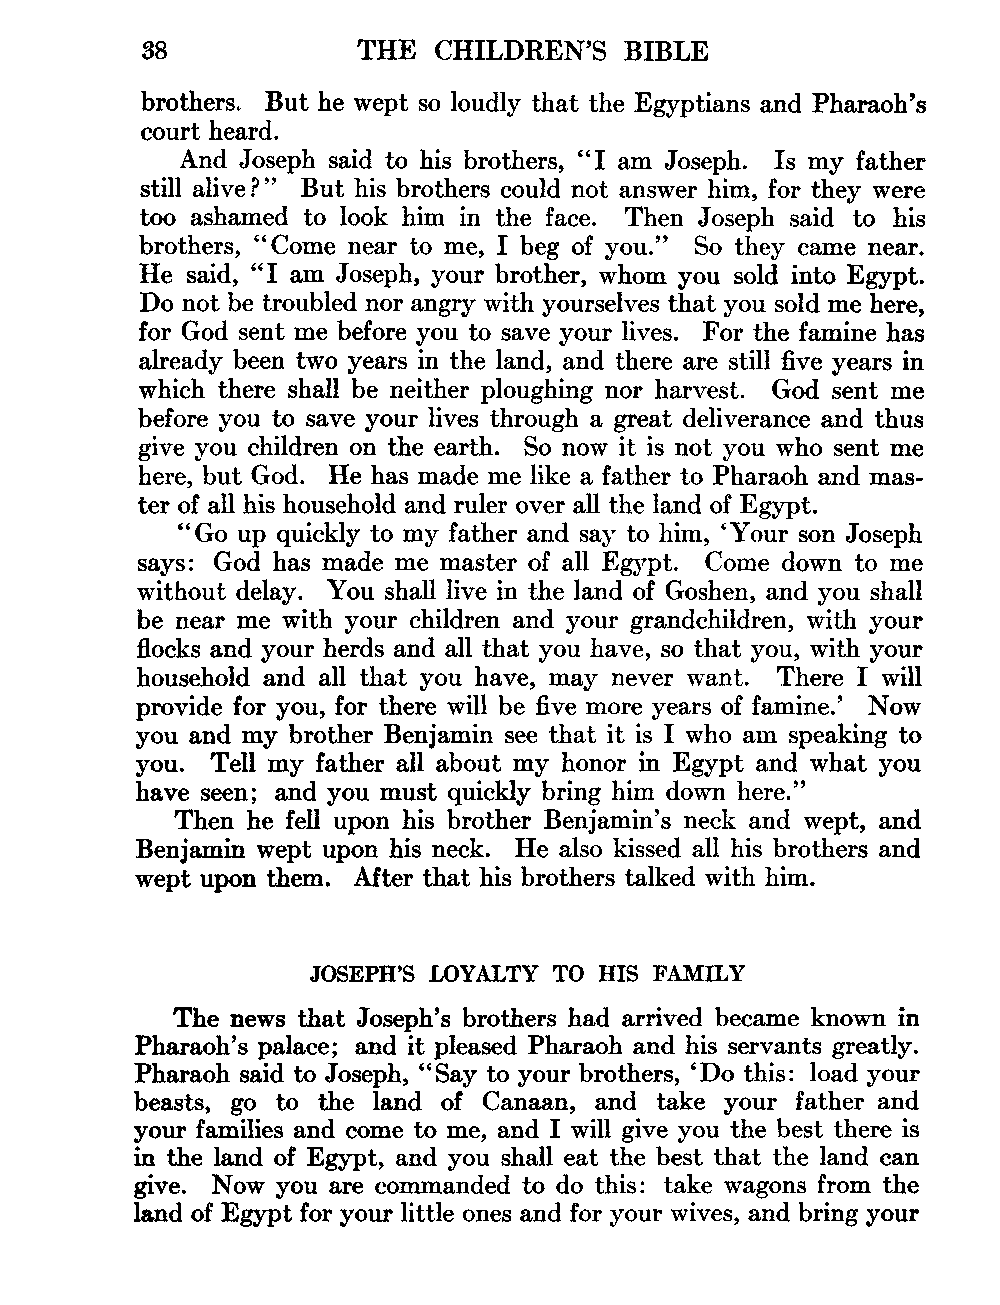 38 THE CHILDREN'S BIBLE
brothers. But he wept so loudly that the Egyptians and Pharaoh's
court heard.
And Joseph said to his brothers, “I am Joseph. Is my father
still alive?” But his brothers could not answer him, for they were
too ashamed to look him in the face. Then Joseph said to his
brothers, “Come near to me, I beg of you.” So they came near.
He said, “I am Joseph, your brother, whom you sold into Egypt.
Do not be troubled nor angry with yourselves that you sold me here,
for God sent me before you to save your lives. For the famine has
already been two years in the land, and there are still five years in
which there shall be neither ploughing nor harvest. God sent me
before you to save your lives through a great deliverance and thus
give you children on the earth. So now it is not you who sent me
here, but God. He has made me like a father to Pharaoh and mas-
ter of all his household and ruler over all the land of Egypt.
“Go up quickly to my father and say to him, ‘Your son Joseph
says: God has made me master of all Egypt. Come down to me
without delay. You shall live in the land of Goshen, and you shall
be near me with your children and your grandchildren, with your
flocks and your herds and all that you have, so that you, with your
household and all that you have, may never want. There I will
provide for you, for there will be five more years of famine.’ Now
you and my brother Benjamin see that it is I who am speaking to
you. Tell my father all about my honor in Egypt and what you
have seen; and you must quickly bring him down here.”
Then he fell upon his brother Benjamin's neck and wept, and
Benjamin wept upon his neck. He also kissed all his brothers and
wept upon them. After that his brothers talked with him.
JOSEPH'S LOYALTY TO HIS FAMILY
The news that Joseph's brothers had arrived became known in
Pharaoh's palace; and it pleased Pharaoh and his servants greatly.
Pharaoh said to Joseph, “Say to your brothers, ‘Do this: load your
beasts, go to the land of Canaan, and take your father and
your families and come to me, and I will give you the best there is
in the land of Egypt, and you shall eat the best that the land can
give. Now you are commanded to do this: take wagons from the
land of Egypt for your little ones and for your wives, and bring your